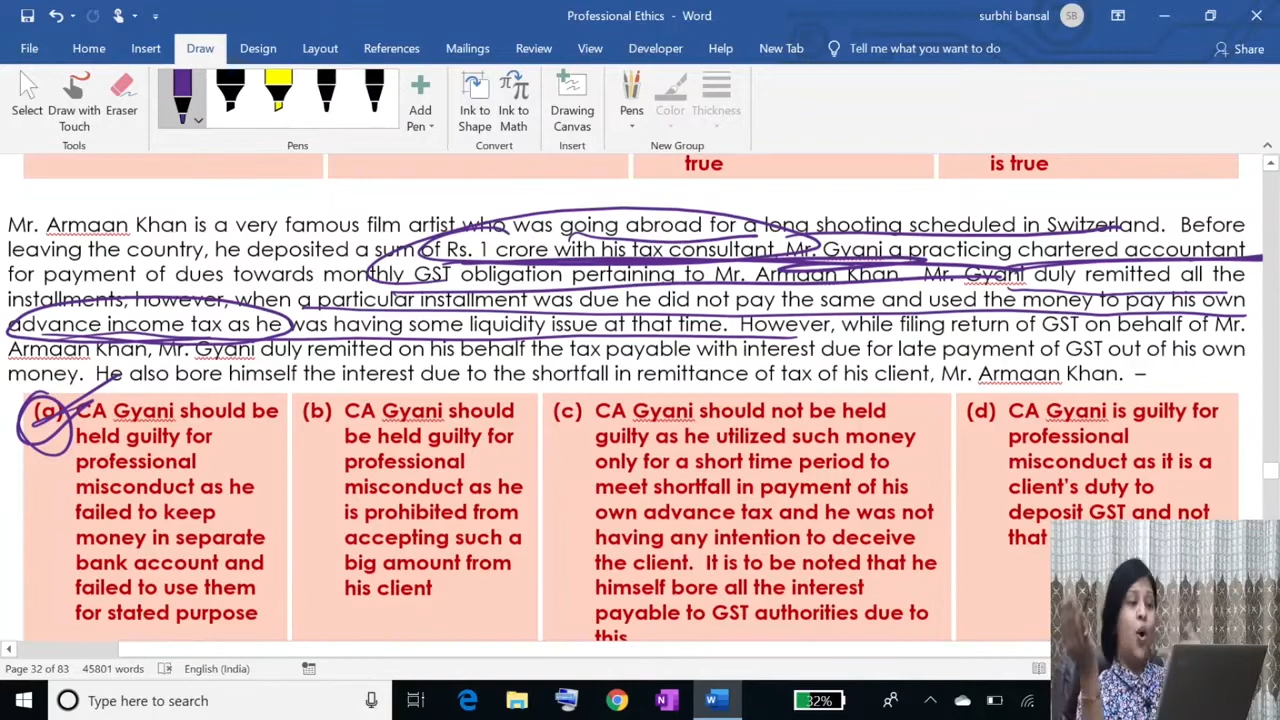 Professional Ethics - Word
surbhi bansal
SB
File Home Insert Draw Design Layout References Mailings Review View Developer Help New Tab Tell me what you want to do Share
Select Draw with Touch Eraser
Add Pen
Ink to Shape Ink to Math
Drawing Canvas
Pens Color Thickness
Tools Pens Convert Insert New Group
true is true
Mr. Armaan Khan is a very famous film artist who was going abroad for a long shooting scheduled in Switzerland. Before
leaving the country, he deposited a sum of Rs. 1 crore with his tax consultant, Mr. Gyani a practicing chartered accountant
for payment of dues towards monthly GST obligation pertaining to Mr. Armaan Khan. Mr. Gyani duly remitted all the
installments; however, when a particular installment was due he did not pay the same and used the money to pay his own
advance income tax as he was having some liquidity issue at that time. However, while filing return of GST on behalf of Mr.
Armaan Khan, Mr. Gyani duly remitted on his behalf the tax payable with interest due for late payment of GST out of his own
money. He also bore himself the interest due to the shortfall in remittance of tax of his client, Mr. Armaan Khan. –
(a) CA Gyani should be
held guilty for
professional
misconduct as he
failed to keep
money in separate
bank account and
failed to use them
for stated purpose
(b) CA Gyani should
be held guilty for
professional
misconduct as he
is prohibited from
accepting such a
big amount from
his client
(c) CA Gyani should not be held
guilty as he utilized such money
only for a short time period to
meet shortfall in payment of his
own advance tax and he was not
having any intention to deceive
the client. It is to be noted that he
himself bore all the interest
payable to GST authorities due to
this
(d) CA Gyani is guilty for
professional
misconduct as it is a
client's duty to
deposit GST and not
that
Page 32 of 83 45801 words English (India)
Type here to search
32%